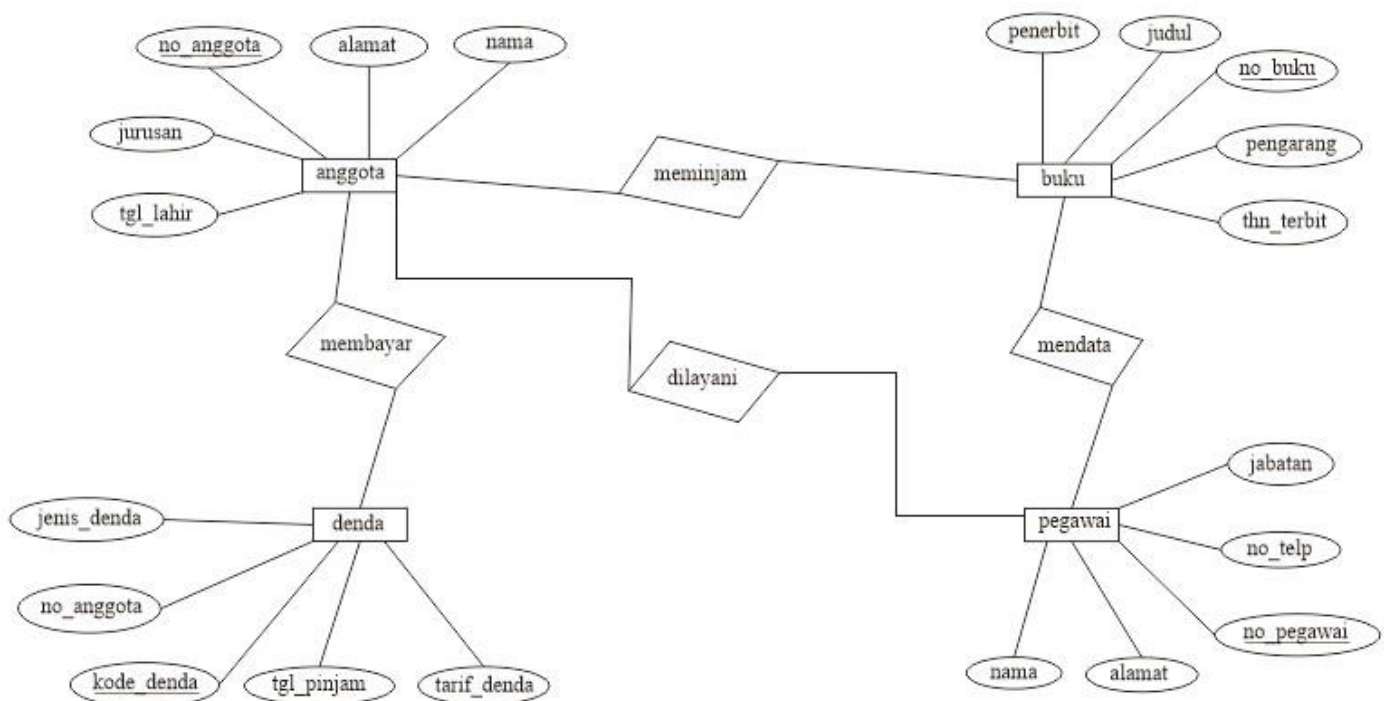 no_anggota
alamat
nama
jurusan
anggota
tgl_lahir
meminjam
penerbit
judul
no_buku
pengarang
buku
thn_terbit
membayar
dilayani
mendata
jenis_denda
denda
no_anggota
kode_denda
tgl_pinjam
tarif_denda
jabatan
pegawai
no_telp
no_pegawai
nama
alamat